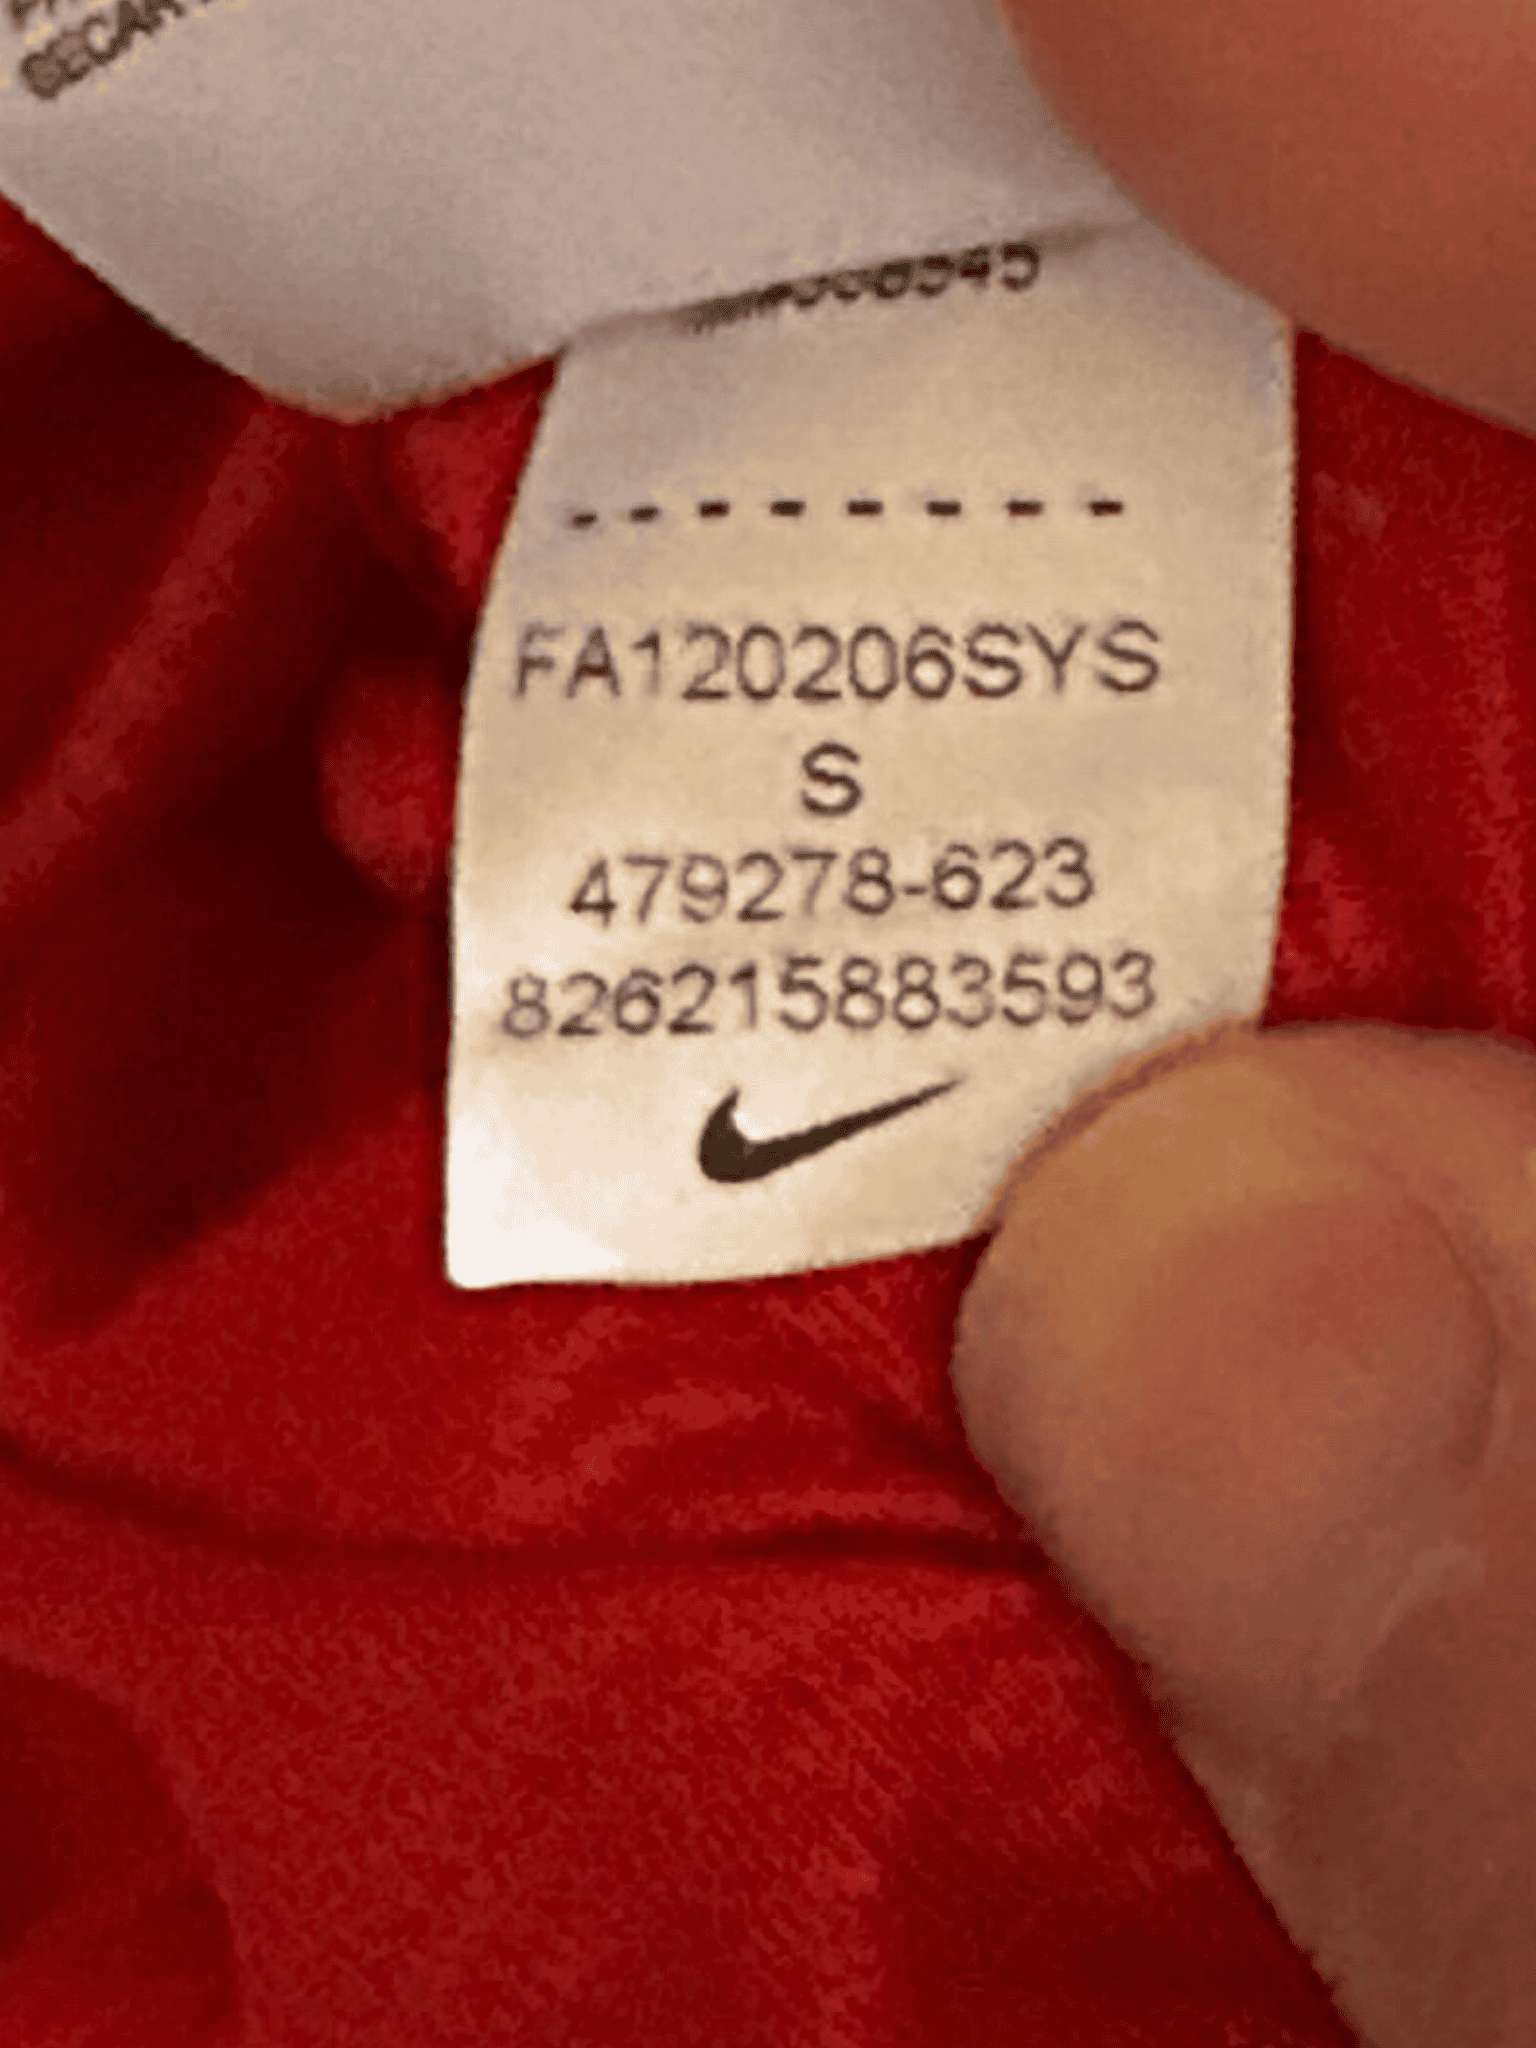 - - - - - - - -
FA120206SYS
S
479278-623
826215883593